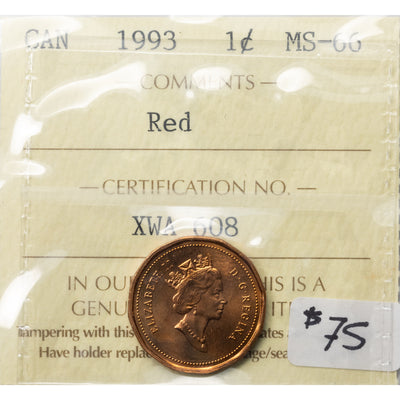 CAN 1993 1¢ MS-66
COMMENTS
Red
CERTIFICATION NO.
XWA 608
IN OU HIS IS A
GENU ITE
ampering with this ates a
Have holder replac ge/sea
ELIZABETH II D·G·REGINA
$75